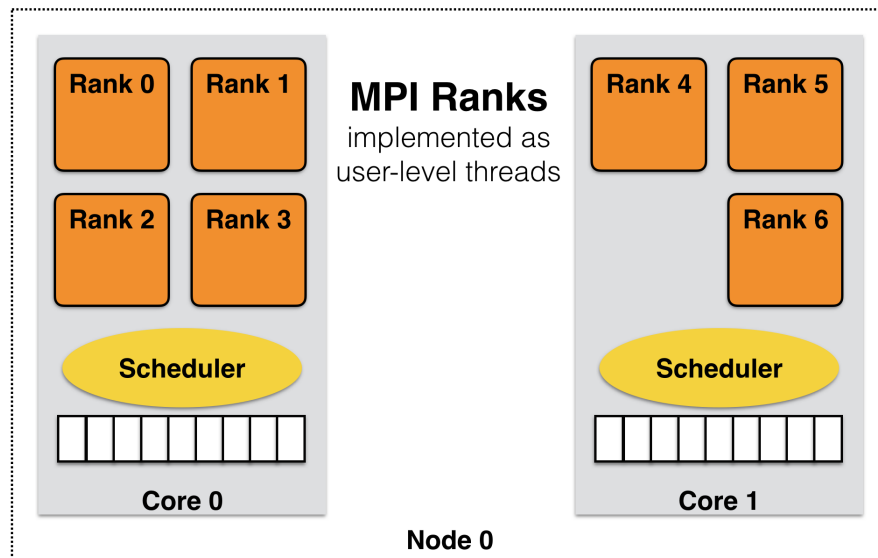 Rank 0
Rank 1
Rank 2
Rank 3
Scheduler
Core 0
MPI Ranks
implemented as
user-level threads
Rank 4
Rank 5
Rank 6
Scheduler
Core 1
Node 0